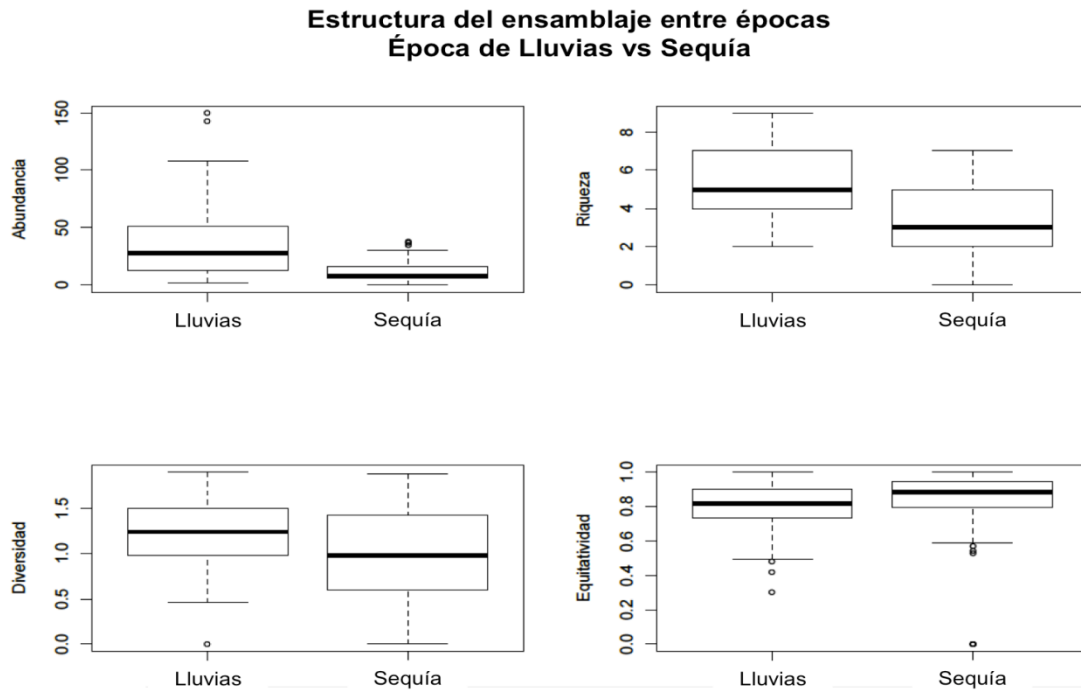 Estructura del ensamblaje entre épocas
Época de Lluvias vs Sequía
Abundancia
150
100
50
0
Lluvias Sequía
Riqueza
8
6
4
2
0
Lluvias Sequía
Diversidad
1.5
1.0
0.5
0.0
Lluvias Sequía
Equitatividad
1.0
0.8
0.6
0.4
0.2
0.0
Lluvias Sequía